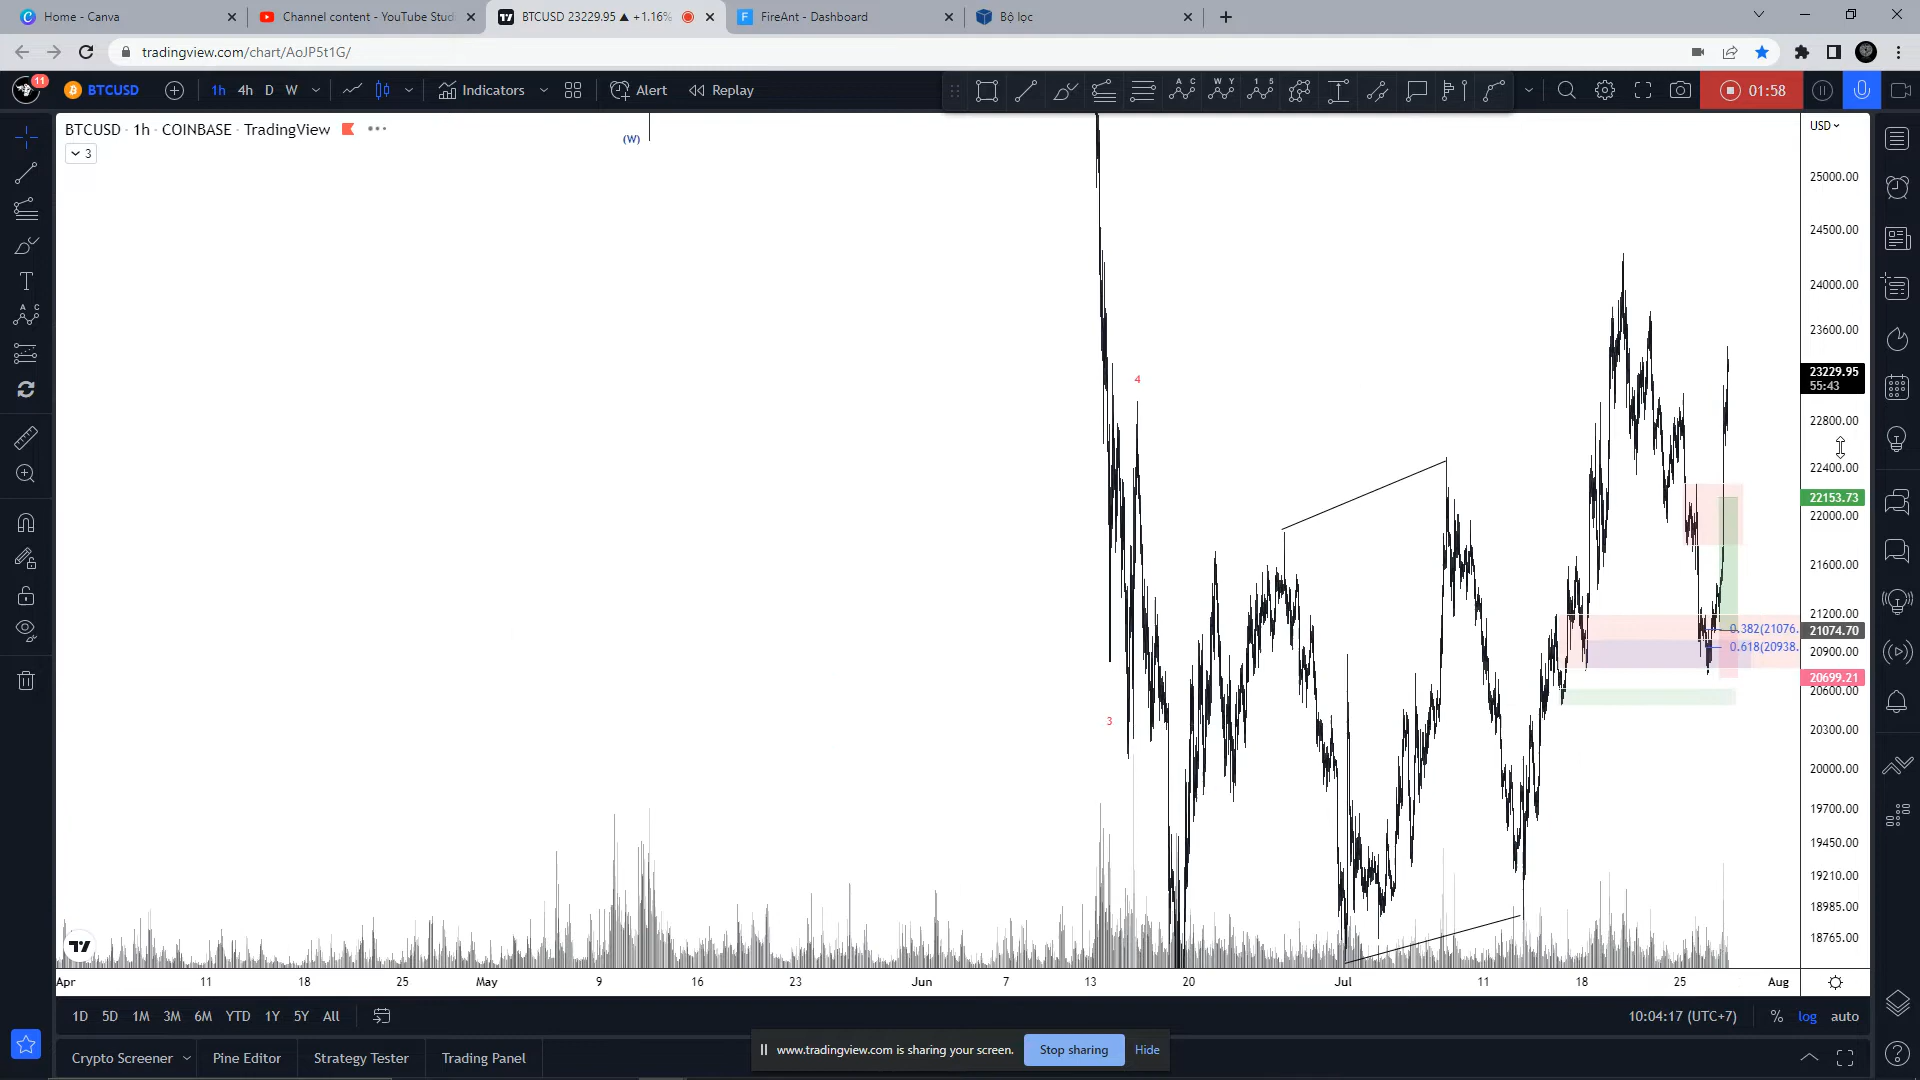 Home - Canva
Channel content - YouTube Stud
BTCUSD 23229.95 ▲ +1.16%
FireAnt - Dashboard
Bộ lọc
tradingview.com/chart/AoJP5t1G/
11
BTCUSD
1h
4h
D
W
Indicators
Alert
Replay
A C
W Y
1 5
01:58
BTCUSD · 1h · COINBASE · TradingView
3
(W)
USD
25000.00
24500.00
24000.00
23600.00
23229.95
55:43
22800.00
22400.00
22153.73
22000.00
21600.00
21200.00
21074.70
20900.00
20699.21
20600.00
20300.00
20000.00
19700.00
19450.00
19210.00
18985.00
18765.00
4
3
0.382(21076.
0.618(20938.
A C
Apr
11
18
25
May
9
16
23
Jun
7
13
20
Jul
11
18
25
Aug
1D
5D
1M
3M
6M
YTD
1Y
5Y
All
10:04:17 (UTC+7)
%
log
auto
Crypto Screener
Pine Editor
Strategy Tester
Trading Panel
www.tradingview.com is sharing your screen.
Stop sharing
Hide